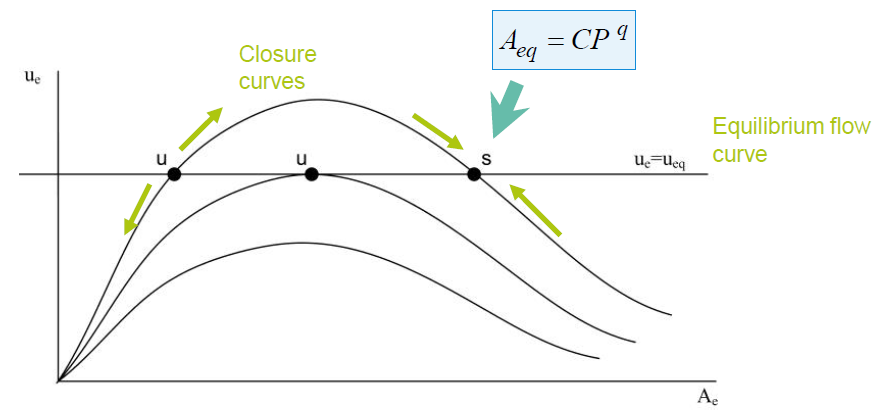 A_eq = CP^q
Closure
curves
u_e
Equilibrium flow
curve
u
u
s
u_e=u_eq
A_e